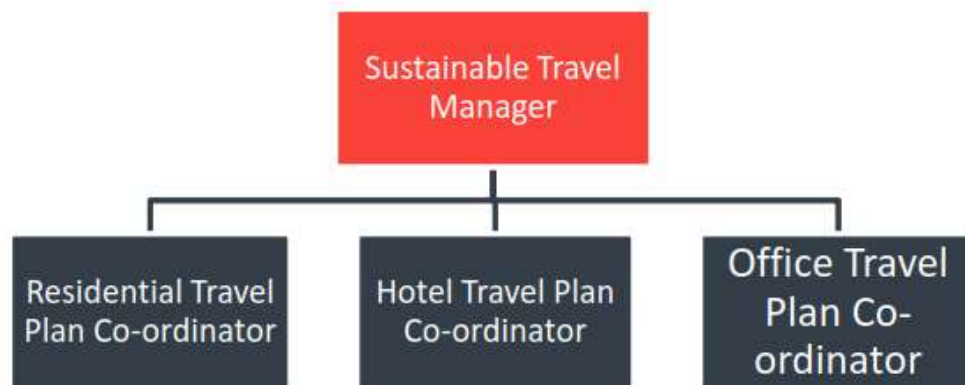 Sustainable Travel
Manager
Residential Travel
Plan Co-ordinator
Hotel Travel Plan
Co-ordinator
Office Travel
Plan Co-
ordinator